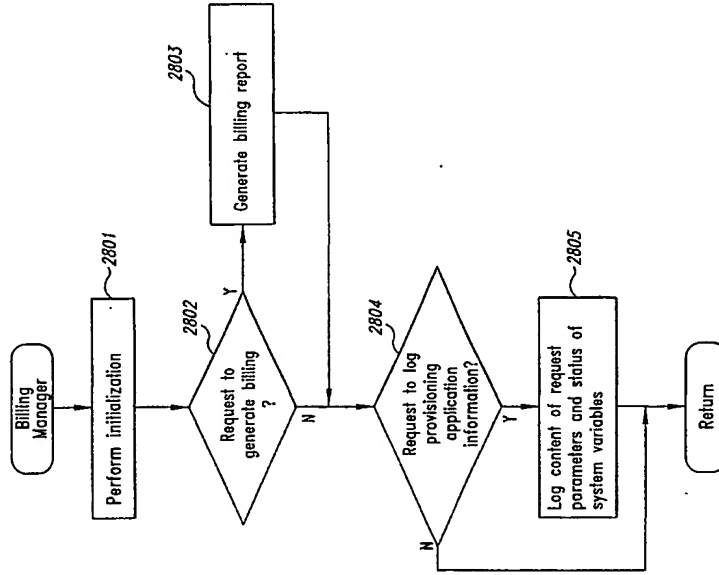 Billing
Manager
2801
Perform initialization
2802
Request to
generate billing
?
Y
N
2803
Generate billing report
2804
Request to log
provisioning
application
information?
N
Y
2805
Log content of request
parameters and status of
system variables
Return